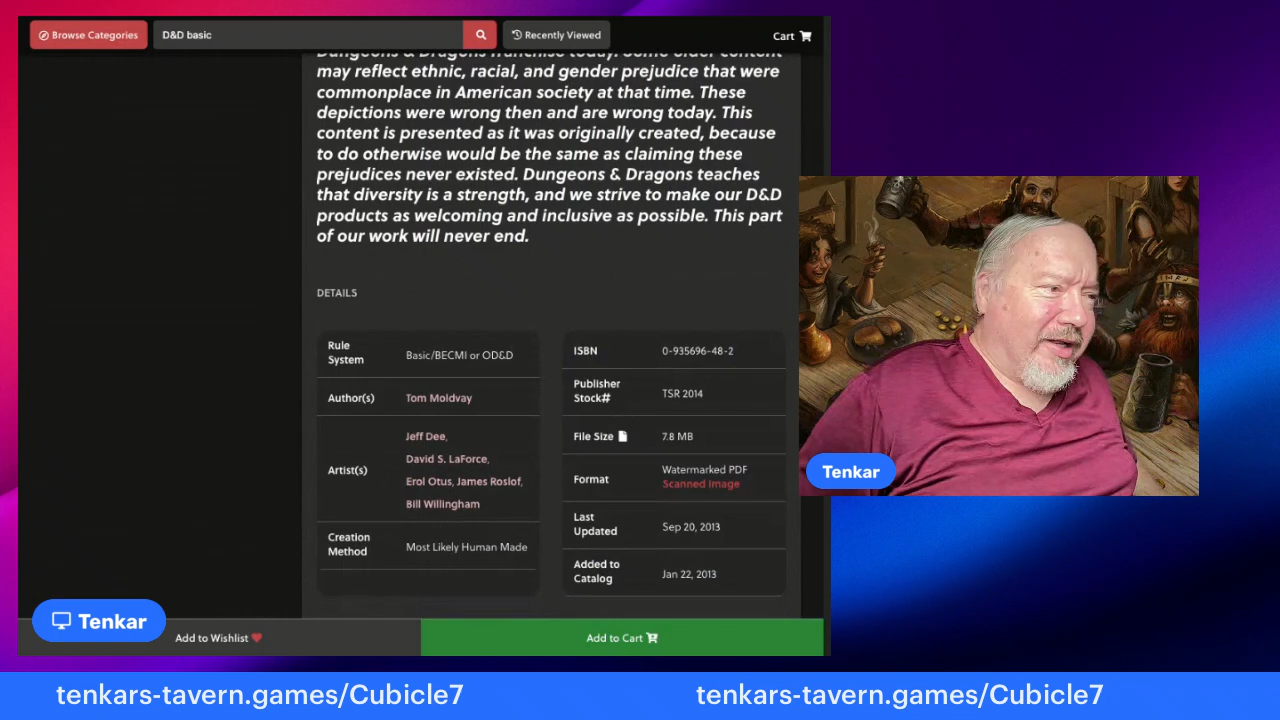 Browse Categories
D&D basic
Recently Viewed
Cart
Dungeons & Dragons franchise today. Some older content
may reflect ethnic, racial, and gender prejudice that were
commonplace in American society at that time. These
depictions were wrong then and are wrong today. This
content is presented as it was originally created, because
to do otherwise would be the same as claiming these
prejudices never existed. Dungeons & Dragons teaches
that diversity is a strength, and we strive to make our D&D
products as welcoming and inclusive as possible. This part
of our work will never end.
DETAILS
Rule
System
Basic/BECMI or OD&D
Author(s)
Tom Moldvay
Artist(s)
Jeff Dee,
David S. LaForce,
Erol Otus, James Roslof,
Bill Willingham
Creation
Method
Most Likely Human Made
ISBN
0-935696-48-2
Publisher
Stock#
TSR 2014
File Size
7.8 MB
Format
Watermarked PDF
Scanned Image
Last
Updated
Sep 20, 2013
Added to
Catalog
Jan 22, 2013
Tenkar
Tenkar
Add to Wishlist
Add to Cart
tenkars-tavern.games/Cubicle7
tenkars-tavern.games/Cubicle7